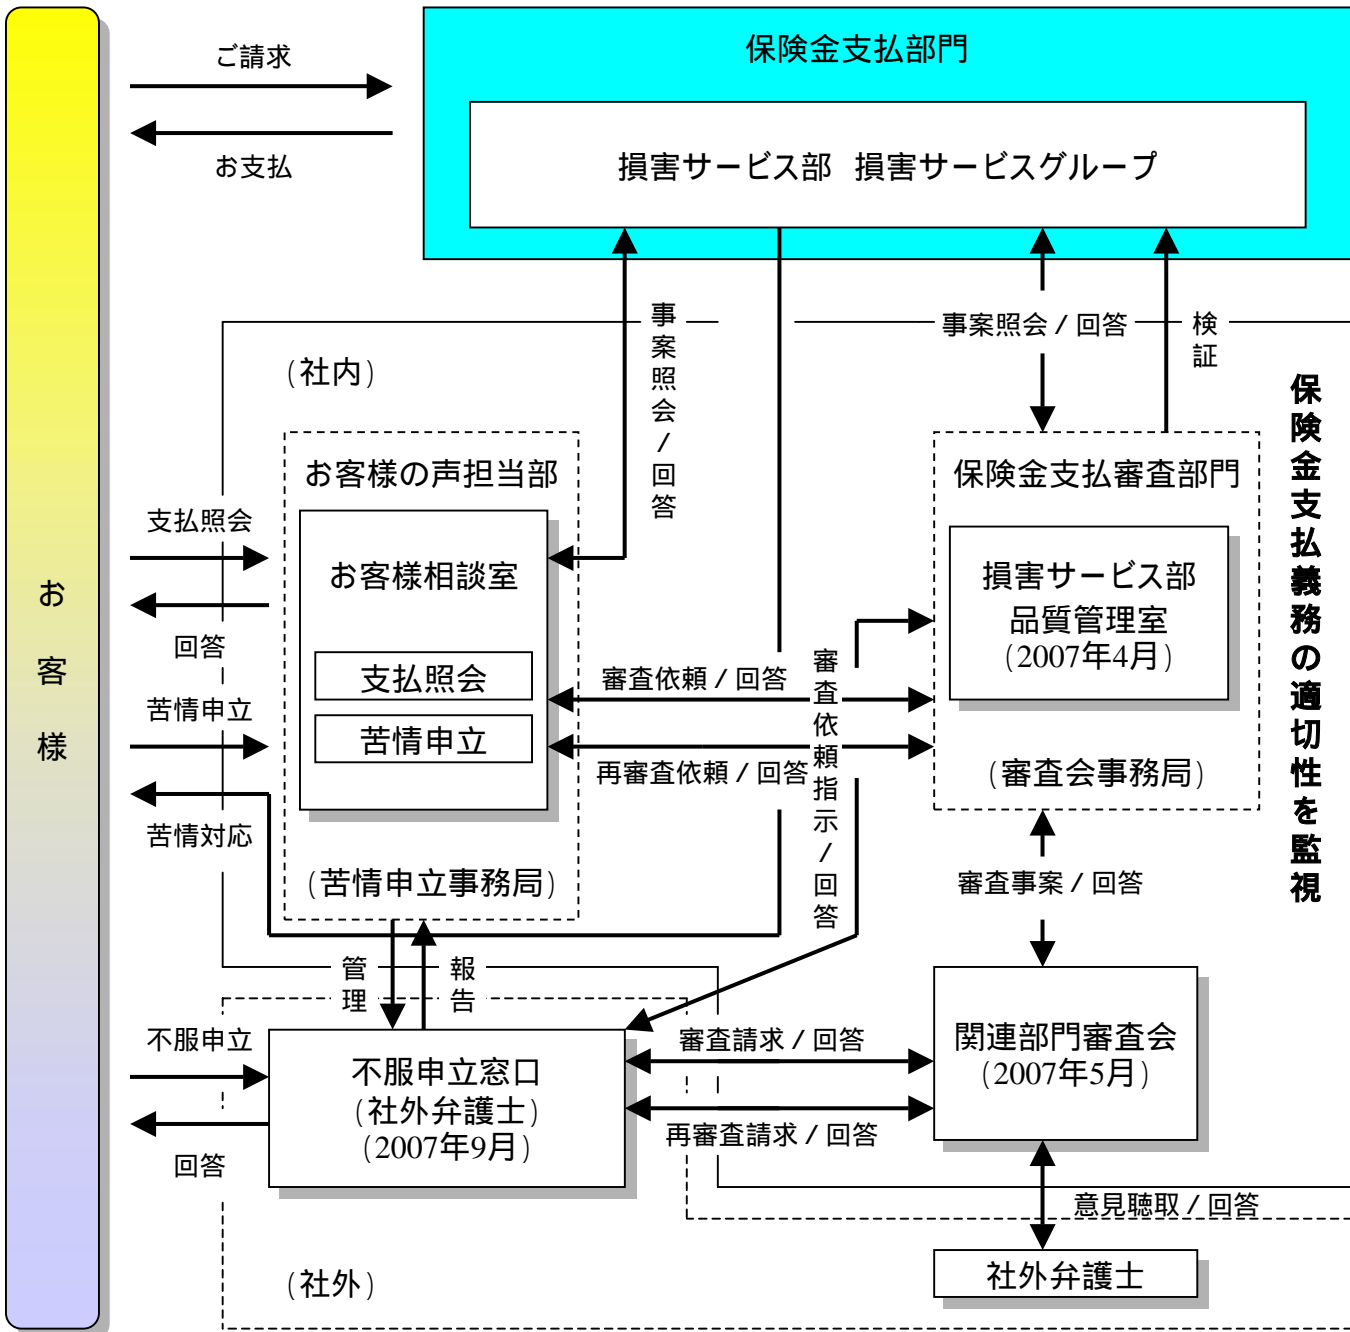 ご請求
お支払
保険金支払部門
損害サービス部 損害サービスグループ
事案照会/回答
事案照会/回答
検証
(社内)
お客様
お客様の声担当部
お客様相談室
支払照会
苦情申立
(苦情申立事務局)
支払照会
回答
苦情申立
苦情対応
保険金支払審査部門
損害サービス部
品質管理室
(2007年4月)
(審査会事務局)
保険金支払義務の適切性を監視
審査依頼/回答
再審査依頼/回答
審査依頼指示/回答
審査事案/回答
管理
報告
不服申立
回答
不服申立窓口
(社外弁護士)
(2007年9月)
審査請求/回答
再審査請求/回答
関連部門審査会
(2007年5月)
意見聴取/回答
社外弁護士
(社外)